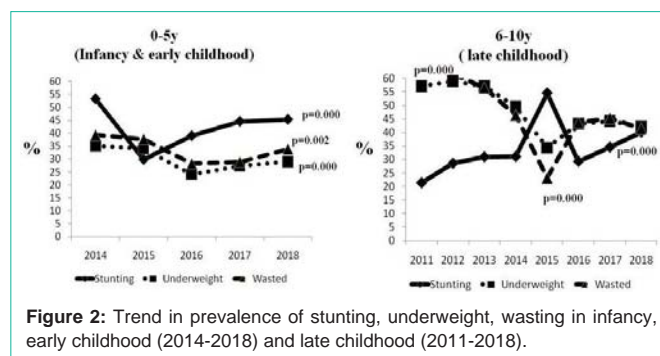 0-5y
(Infancy & early childhood)
60
55
50
45
40
35
30
25
20
15
10
5
0
%
p=0.000
p=0.002
p=0.000
2014 2015 2016 2017 2018
Stunting Underweight Wasted
6-10y
( late childhood)
60
55
50
45
40
35
30
25
20
15
10
5
0
%
p=0.000
p=0.000
p=0.000
2011 2012 2013 2014 2015 2016 2017 2018
Stunting Underweight Wasted
Figure 2: Trend in prevalence of stunting, underweight, wasting in infancy,
early childhood (2014-2018) and late childhood (2011-2018).